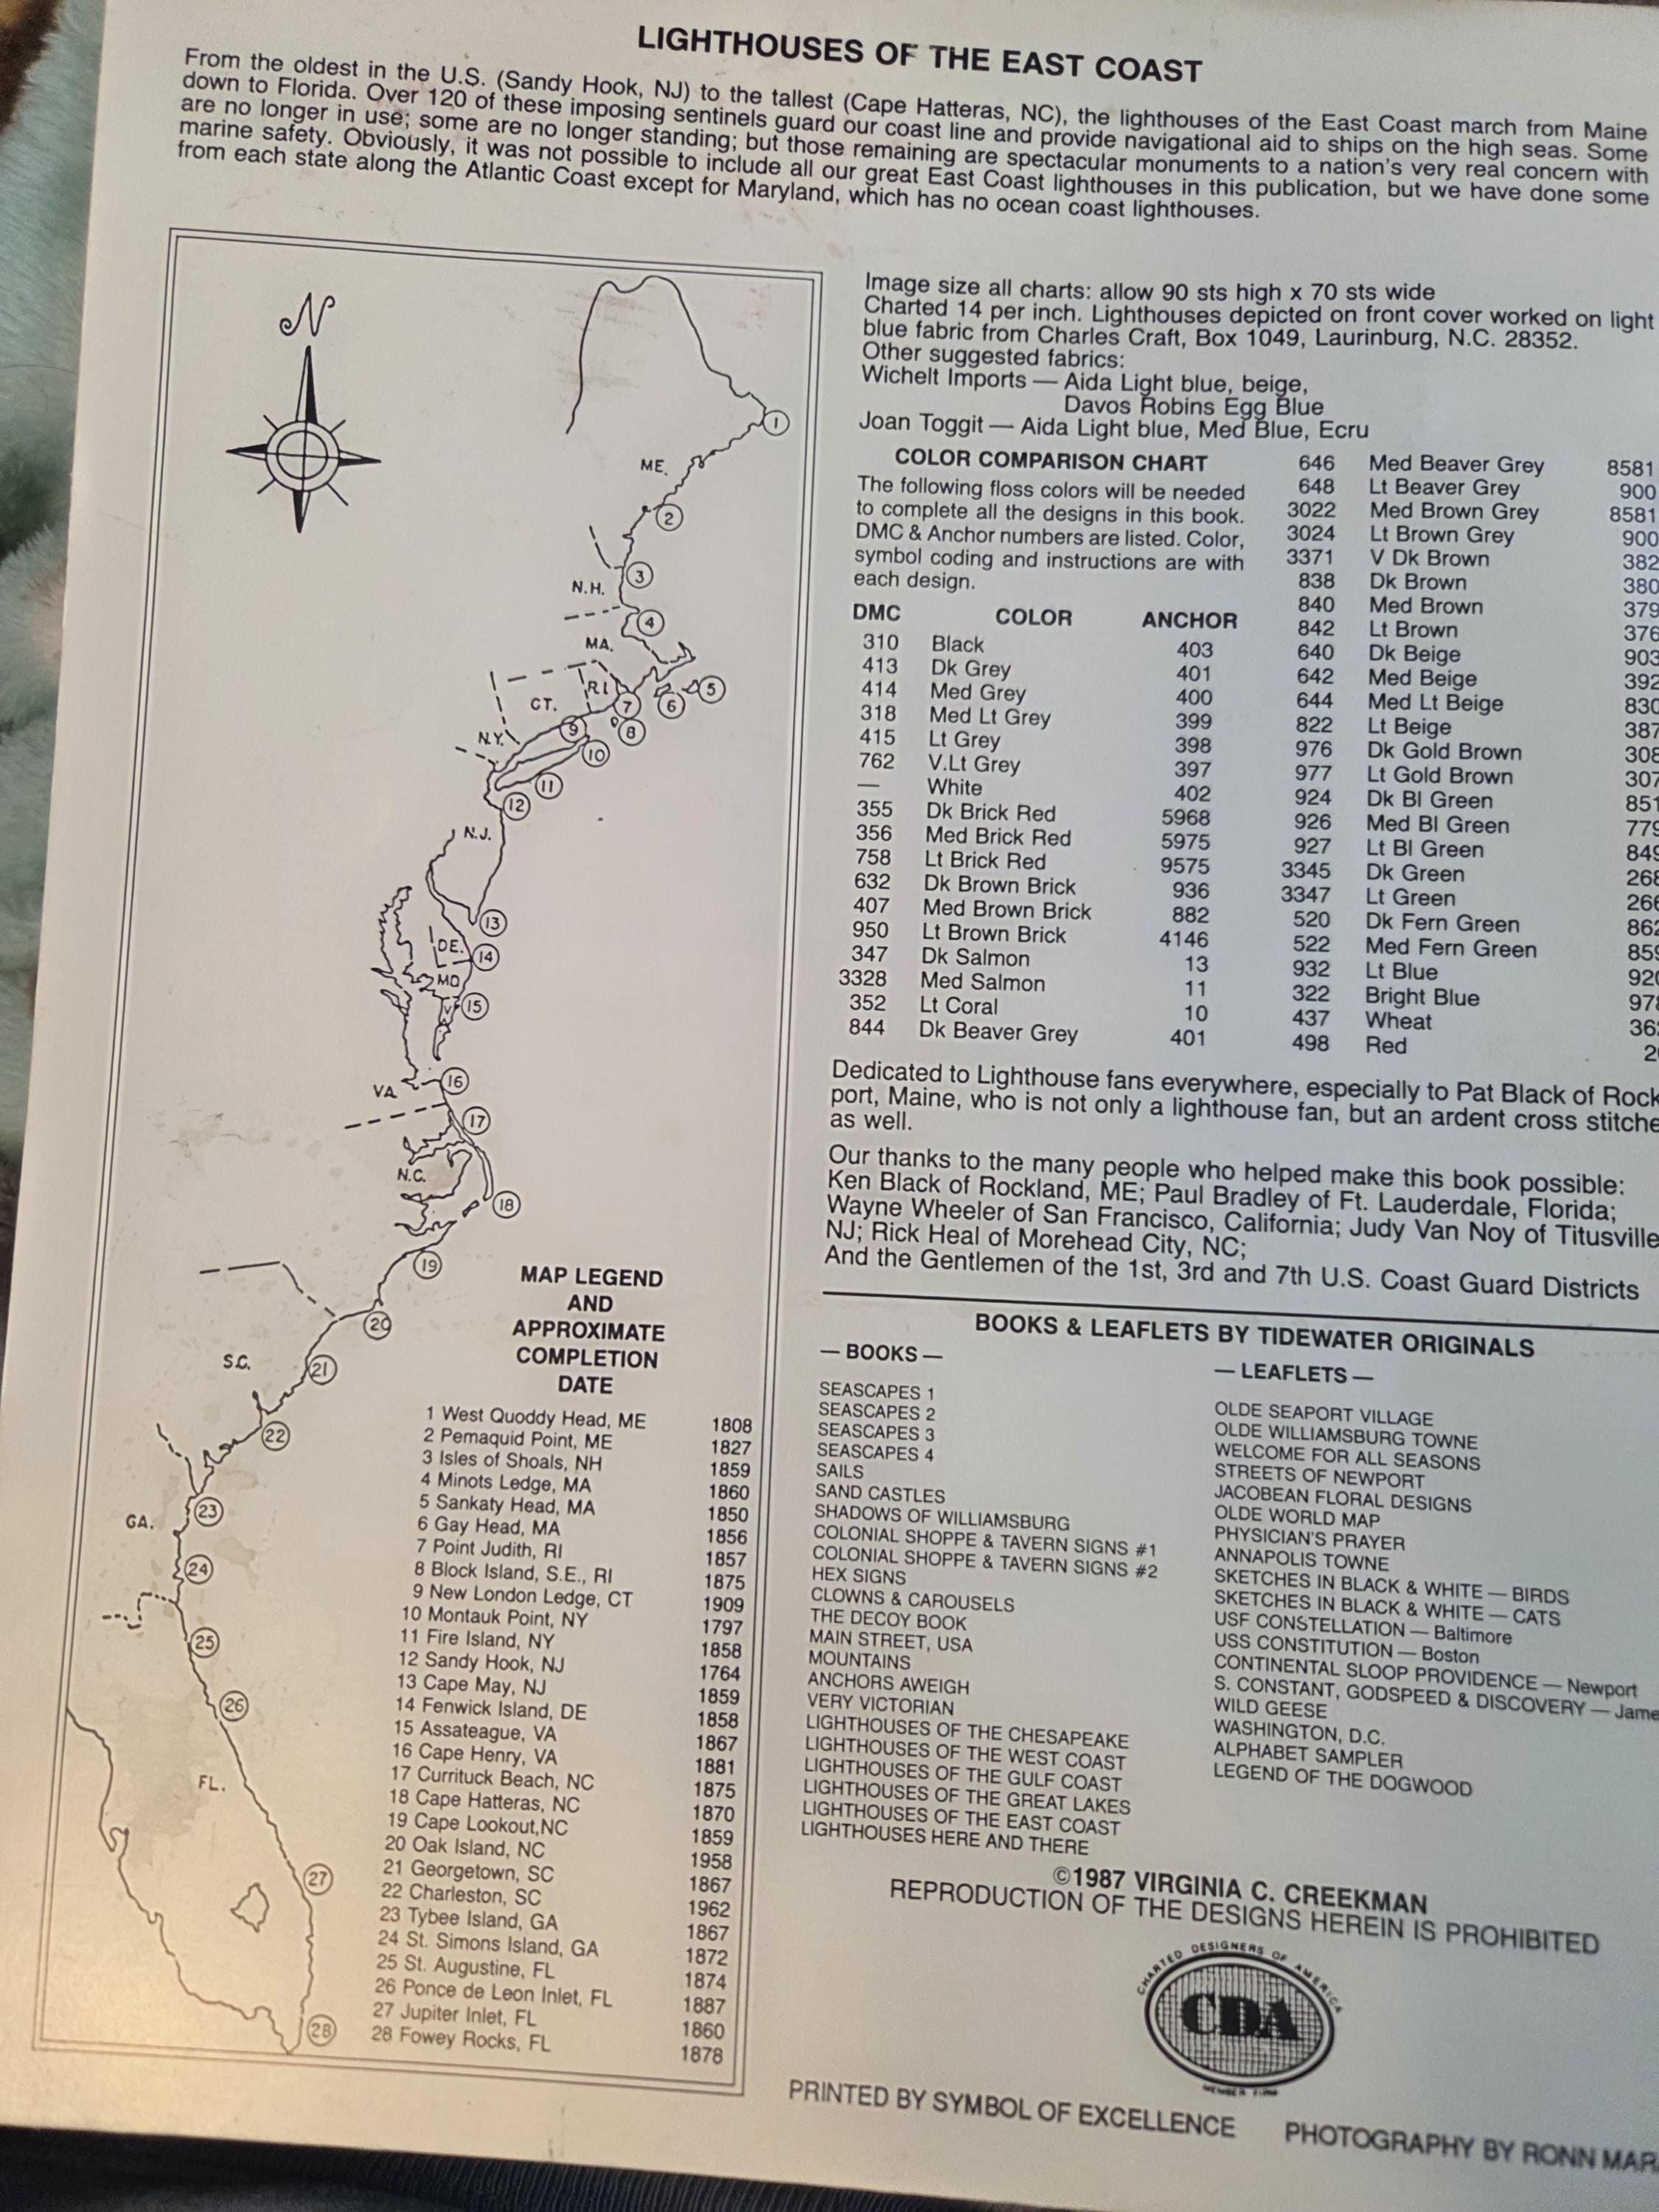 LIGHTHOUSES OF THE EAST COAST
From the oldest in the U.S. (Sandy Hook, NJ) to the tallest (Cape Hatteras, NC), the lighthouses of the East Coast march from Maine
down to Florida. Over 120 of these imposing sentinels guard our coast line and provide navigational aid to ships on the high seas. Some
are no longer in use; some are no longer standing; but those remaining are spectacular monuments to a nation's very real concern with
marine safety. Obviously, it was not possible to include all our great East Coast lighthouses in this publication, but we have done some
from each state along the Atlantic Coast except for Maryland, which has no ocean coast lighthouses.
N
1
ME.
2
3
N.H.
4
MA.
R.I.
5
6
CT.
7
8
9
N.Y.
10
11
12
N.J.
13
DE.
14
MD
V
15
16
VA
17
N.C.
18
19
20
S.C.
21
22
23
GA.
24
25
26
FL.
27
28
MAP LEGEND
AND
APPROXIMATE
COMPLETION
DATE
1 West Quoddy Head, ME 1808
2 Pemaquid Point, ME 1827
3 Isles of Shoals, NH 1859
4 Minots Ledge, MA 1860
5 Sankaty Head, MA 1850
6 Gay Head, MA 1856
7 Point Judith, RI 1857
8 Block Island, S.E., RI 1875
9 New London Ledge, CT 1909
10 Montauk Point, NY 1797
11 Fire Island, NY 1858
12 Sandy Hook, NJ 1764
13 Cape May, NJ 1859
14 Fenwick Island, DE 1858
15 Assateague, VA 1867
16 Cape Henry, VA 1881
17 Currituck Beach, NC 1875
18 Cape Hatteras, NC 1870
19 Cape Lookout,NC 1859
20 Oak Island, NC 1958
21 Georgetown, SC 1867
22 Charleston, SC 1962
23 Tybee Island, GA 1867
24 St. Simons Island, GA 1872
25 St. Augustine, FL 1874
26 Ponce de Leon Inlet, FL 1887
27 Jupiter Inlet, FL 1860
28 Fowey Rocks, FL 1878
Image size all charts: allow 90 sts high x 70 sts wide
Charted 14 per inch. Lighthouses depicted on front cover worked on light
blue fabric from Charles Craft, Box 1049, Laurinburg, N.C. 28352.
Other suggested fabrics:
Wichelt Imports — Aida Light blue, beige,
Davos Robins Egg Blue
Joan Toggit — Aida Light blue, Med Blue, Ecru
COLOR COMPARISON CHART
The following floss colors will be needed
to complete all the designs in this book.
DMC & Anchor numbers are listed. Color,
symbol coding and instructions are with
each design.
DMC COLOR ANCHOR
310 Black 403
413 Dk Grey 401
414 Med Grey 400
318 Med Lt Grey 399
415 Lt Grey 398
762 V.Lt Grey 397
— White 402
355 Dk Brick Red 5968
356 Med Brick Red 5975
758 Lt Brick Red 9575
632 Dk Brown Brick 936
407 Med Brown Brick 882
950 Lt Brown Brick 4146
347 Dk Salmon 13
3328 Med Salmon 11
352 Lt Coral 10
844 Dk Beaver Grey 401
646 Med Beaver Grey 8581
648 Lt Beaver Grey 900
3022 Med Brown Grey 8581
3024 Lt Brown Grey 900
3371 V Dk Brown 382
838 Dk Brown 380
840 Med Brown 379
842 Lt Brown 376
640 Dk Beige 903
642 Med Beige 392
644 Med Lt Beige 830
822 Lt Beige 387
976 Dk Gold Brown 308
977 Lt Gold Brown 307
924 Dk Bl Green 851
926 Med Bl Green 779
927 Lt Bl Green 849
3345 Dk Green 268
3347 Lt Green 266
520 Dk Fern Green 862
522 Med Fern Green 859
932 Lt Blue 920
322 Bright Blue 978
437 Wheat 36
498 Red 2
Dedicated to Lighthouse fans everywhere, especially to Pat Black of Rock
port, Maine, who is not only a lighthouse fan, but an ardent cross stitche
as well.
Our thanks to the many people who helped make this book possible:
Ken Black of Rockland, ME; Paul Bradley of Ft. Lauderdale, Florida;
Wayne Wheeler of San Francisco, California; Judy Van Noy of Titusville
NJ; Rick Heal of Morehead City, NC;
And the Gentlemen of the 1st, 3rd and 7th U.S. Coast Guard Districts
BOOKS & LEAFLETS BY TIDEWATER ORIGINALS
— BOOKS —
SEASCAPES 1
SEASCAPES 2
SEASCAPES 3
SEASCAPES 4
SAILS
SAND CASTLES
SHADOWS OF WILLIAMSBURG
COLONIAL SHOPPE & TAVERN SIGNS #1
COLONIAL SHOPPE & TAVERN SIGNS #2
HEX SIGNS
CLOWNS & CAROUSELS
THE DECOY BOOK
MAIN STREET, USA
MOUNTAINS
ANCHORS AWEIGH
VERY VICTORIAN
LIGHTHOUSES OF THE CHESAPEAKE
LIGHTHOUSES OF THE WEST COAST
LIGHTHOUSES OF THE GULF COAST
LIGHTHOUSES OF THE GREAT LAKES
LIGHTHOUSES OF THE EAST COAST
LIGHTHOUSES HERE AND THERE
— LEAFLETS —
OLDE SEAPORT VILLAGE
OLDE WILLIAMSBURG TOWNE
WELCOME FOR ALL SEASONS
STREETS OF NEWPORT
JACOBEAN FLORAL DESIGNS
OLDE WORLD MAP
PHYSICIAN'S PRAYER
ANNAPOLIS TOWNE
SKETCHES IN BLACK & WHITE — BIRDS
SKETCHES IN BLACK & WHITE — CATS
USF CONSTELLATION — Baltimore
USS CONSTITUTION — Boston
CONTINENTAL SLOOP PROVIDENCE — Newport
S. CONSTANT, GODSPEED & DISCOVERY — Jame
WILD GEESE
WASHINGTON, D.C.
ALPHABET SAMPLER
LEGEND OF THE DOGWOOD
©1987 VIRGINIA C. CREEKMAN
REPRODUCTION OF THE DESIGNS HEREIN IS PROHIBITED
CHARTED DESIGNERS OF AMERICA
CDA
MEMBER FIRM
PRINTED BY SYMBOL OF EXCELLENCE PHOTOGRAPHY BY RONN MAR